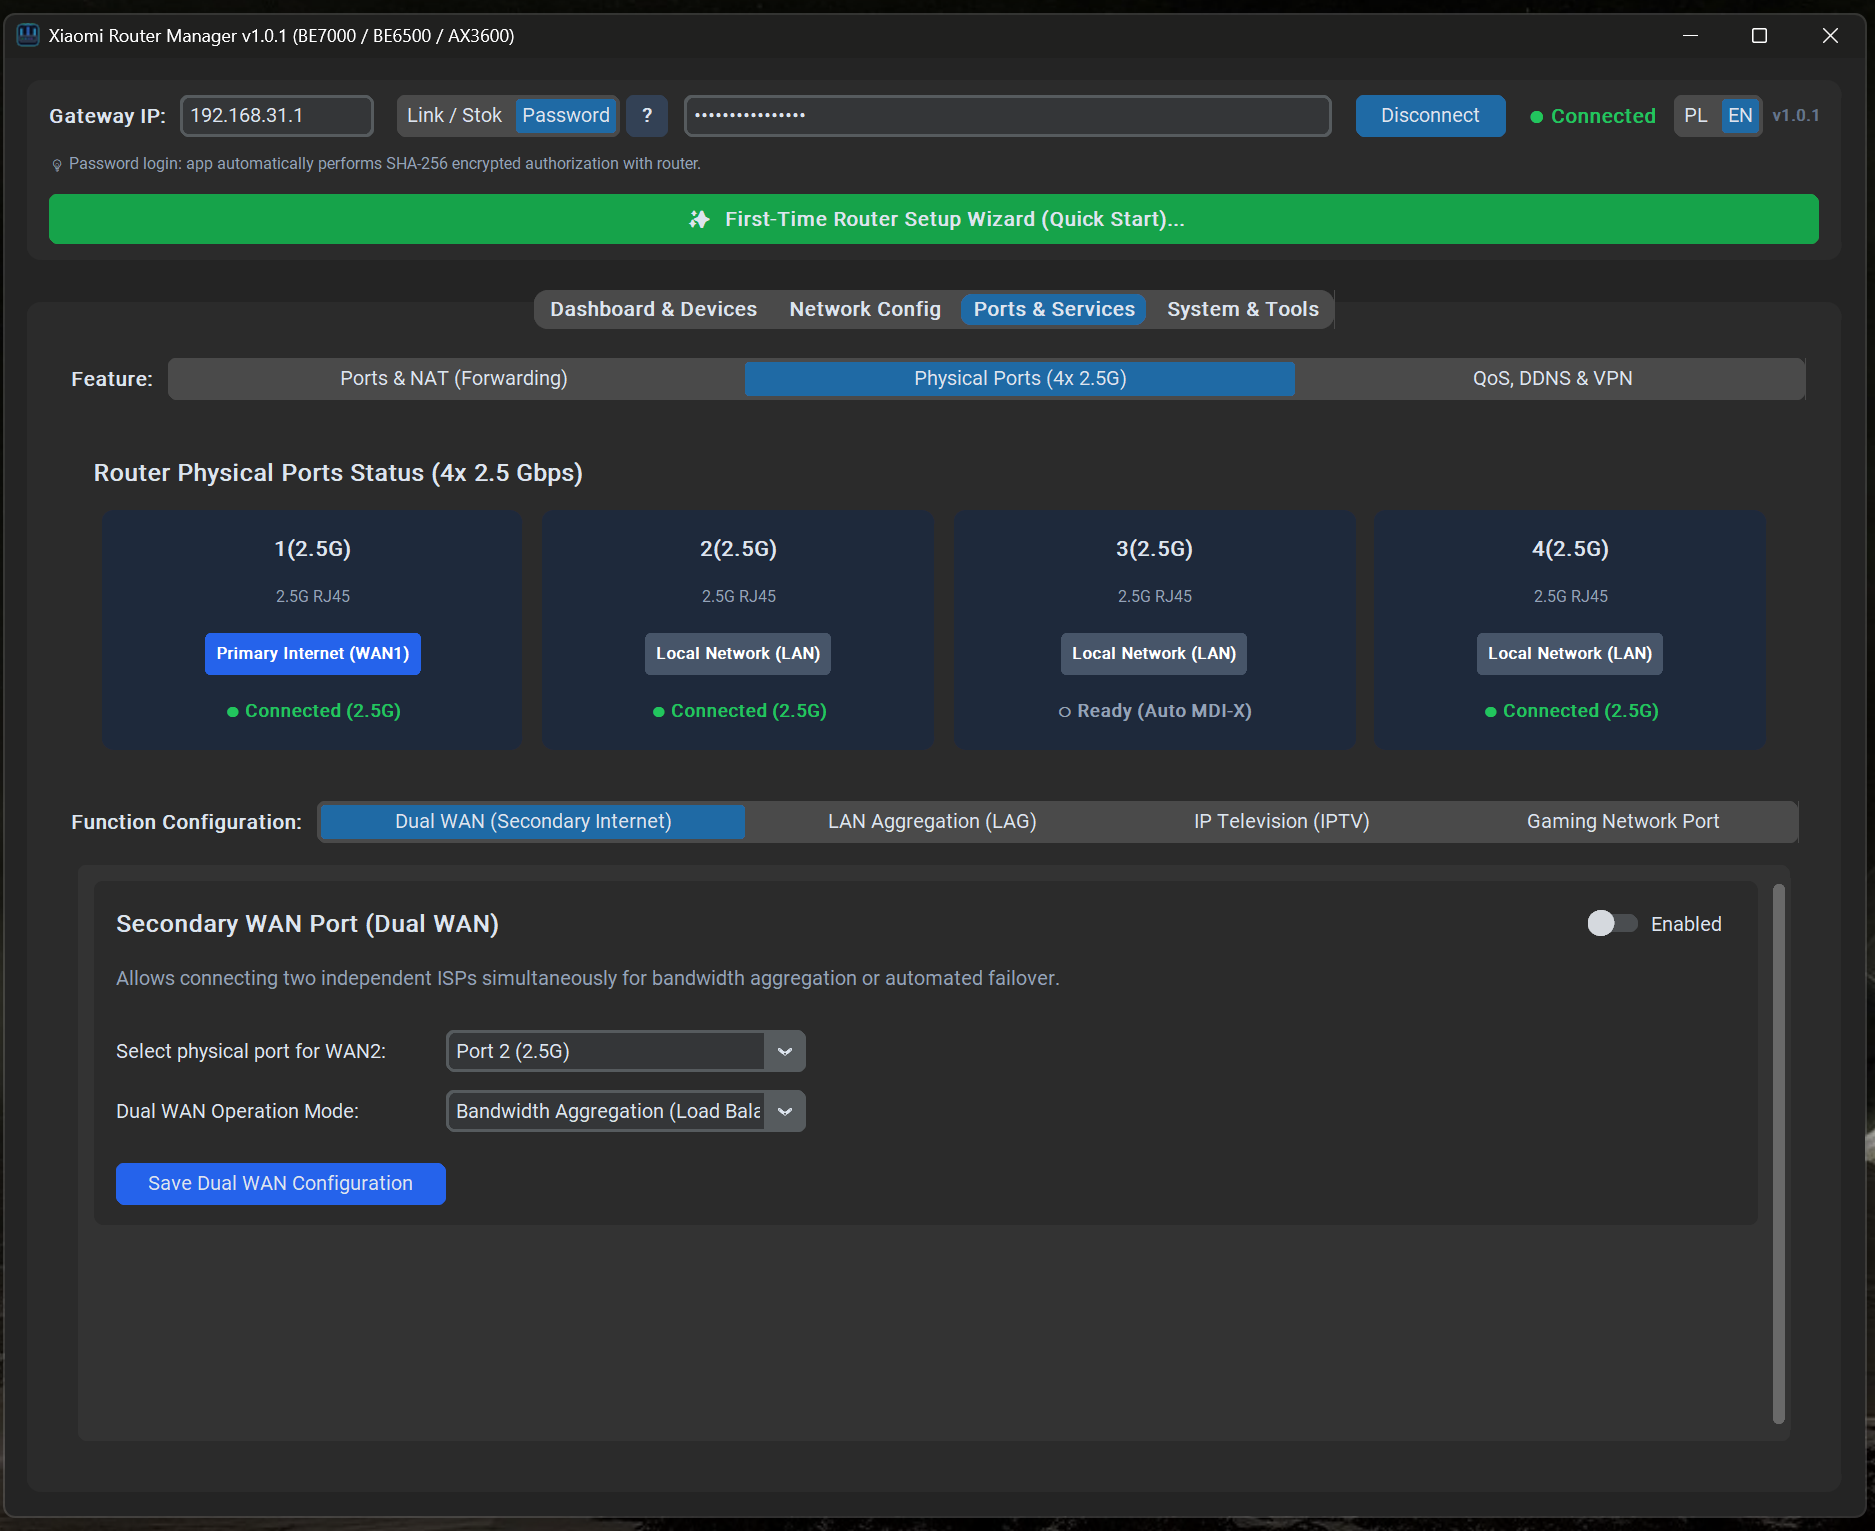 Xiaomi Router Manager v1.0.1 (BE7000 / BE6500 / AX3600)
Gateway IP: 192.168.31.1 Link / Stok Password ? •••••••••••••••• Disconnect Connected PL EN v1.0.1
Password login: app automatically performs SHA-256 encrypted authorization with router.
First-Time Router Setup Wizard (Quick Start)...
Dashboard & Devices Network Config Ports & Services System & Tools
Feature: Ports & NAT (Forwarding) Physical Ports (4x 2.5G) QoS, DDNS & VPN
Router Physical Ports Status (4x 2.5 Gbps)
1(2.5G) 2(2.5G) 3(2.5G) 4(2.5G)
2.5G RJ45 2.5G RJ45 2.5G RJ45 2.5G RJ45
Primary Internet (WAN1) Local Network (LAN) Local Network (LAN) Local Network (LAN)
Connected (2.5G) Connected (2.5G) Ready (Auto MDI-X) Connected (2.5G)
Function Configuration: Dual WAN (Secondary Internet) LAN Aggregation (LAG) IP Television (IPTV) Gaming Network Port
Secondary WAN Port (Dual WAN) Enabled
Allows connecting two independent ISPs simultaneously for bandwidth aggregation or automated failover.
Select physical port for WAN2: Port 2 (2.5G)
Dual WAN Operation Mode: Bandwidth Aggregation (Load Bala
Save Dual WAN Configuration